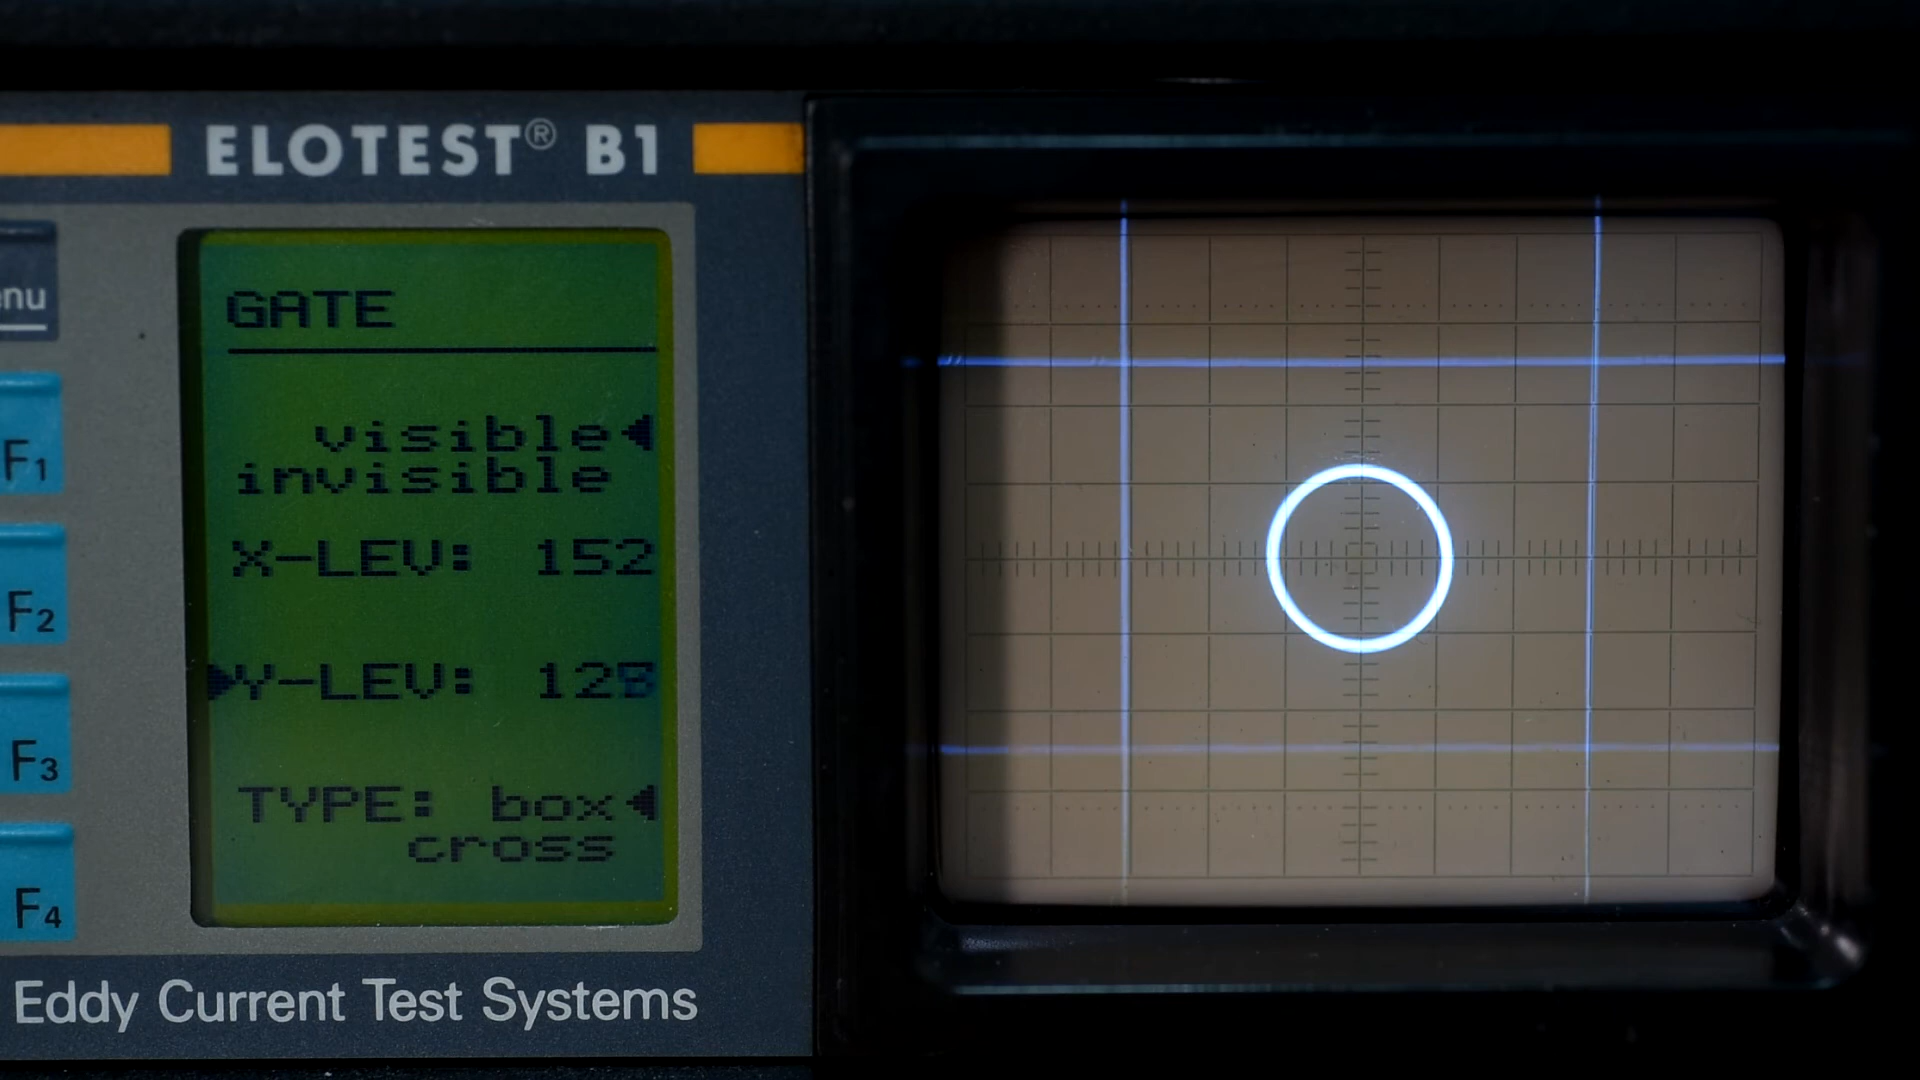 ELOTEST® B1
enu
GATE
visible
invisible
X-LEV: 152
Y-LEV:
TYPE: box
cross
F1
F2
F3
F4
Eddy Current Test Systems